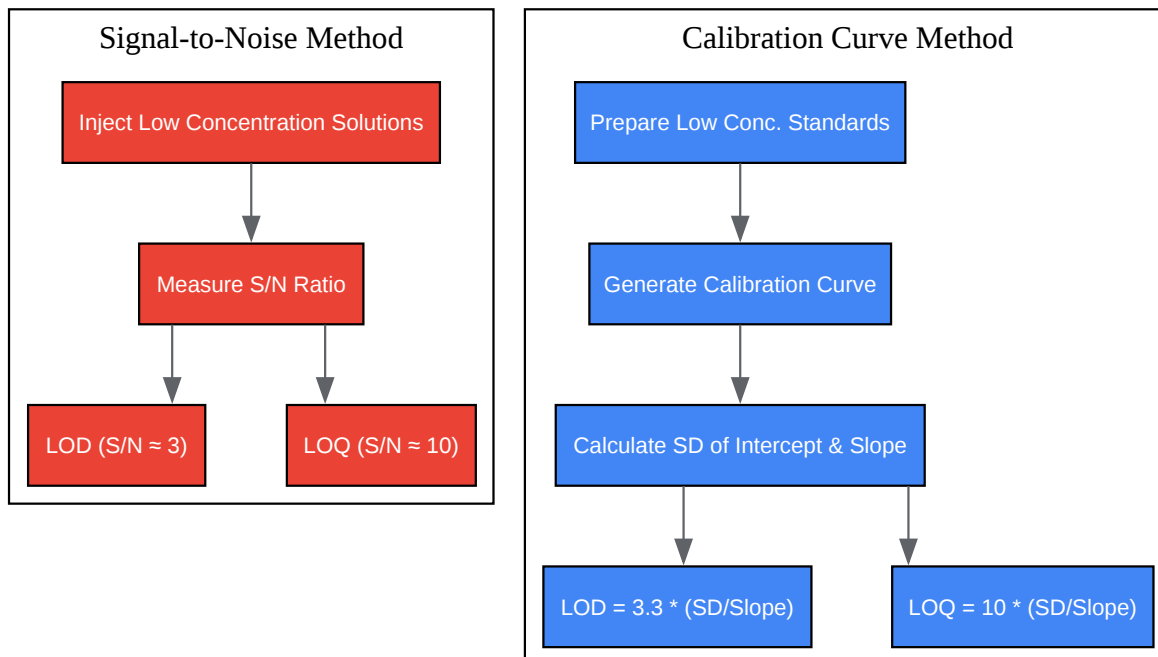 Signal-to-Noise Method
Inject Low Concentration Solutions
Measure S/N Ratio
LOD (S/N ≈ 3)
LOQ (S/N ≈ 10)
Calibration Curve Method
Prepare Low Conc. Standards
Generate Calibration Curve
Calculate SD of Intercept & Slope
LOD = 3.3 * (SD/Slope)
LOQ = 10 * (SD/Slope)